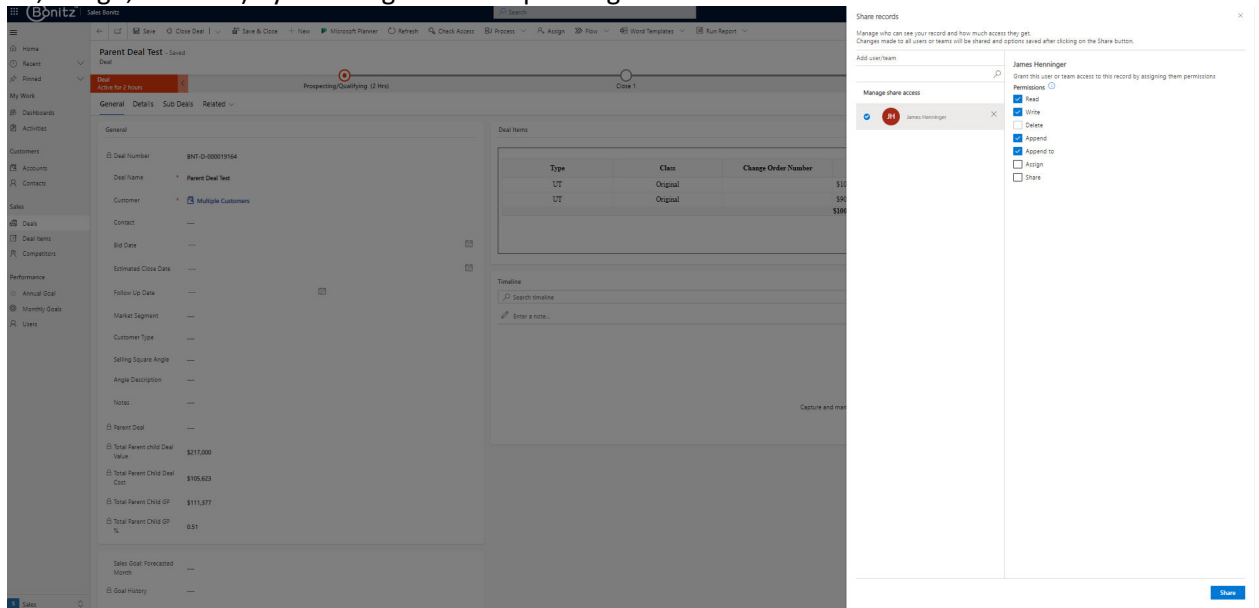 Bonitz Sales Bonitz Search
Save Close Deal Save & Close New Microsoft Planner Refresh Check Access Process Assign Flow Word Templates Run Report
Home
Recent
Pinned
My Work
Dashboards
Activities
Customers
Accounts
Contacts
Sales
Deals
Deal Items
Competitors
Performance
Annual Goal
Monthly Goals
Users
Sales
Parent Deal Test - Saved
Deal
Deal
Active for 2 hours
Prospecting/Qualifying (2 Hrs)
Close 1
General Details Sub Deals Related
General
Deal Number BNT-D-000019164
Deal Name * Parent Deal Test
Customer * Multiple Customers
Contact ---
Bid Date ---
Estimated Close Date ---
Follow Up Date ---
Market Segment ---
Customer Type ---
Selling Square Angle ---
Angle Description ---
Notes ---
Parent Deal ---
Total Parent child Deal
Value
$217,000
Total Parent Child Deal
Cost
$105,623
Total Parent Child GP $111,377
Total Parent Child GP
%
0.51
Sales Goal: Forecasted
Month
---
Goal History ---
Deal Items
Type Class Change Order Number
UT Original $10
UT Original $90
$100
Timeline
Search timeline
Enter a note...
Capture and man
Share records
Manage who can see your record and how much access they get.
Changes made to all users or teams will be shared and options saved after clicking on the Share button.
Add user/team
Manage share access
JH James Henninger
James Henninger
Grant this user or team access to this record by assigning them permissions
Permissions
Read
Write
Delete
Append
Append to
Assign
Share
Share